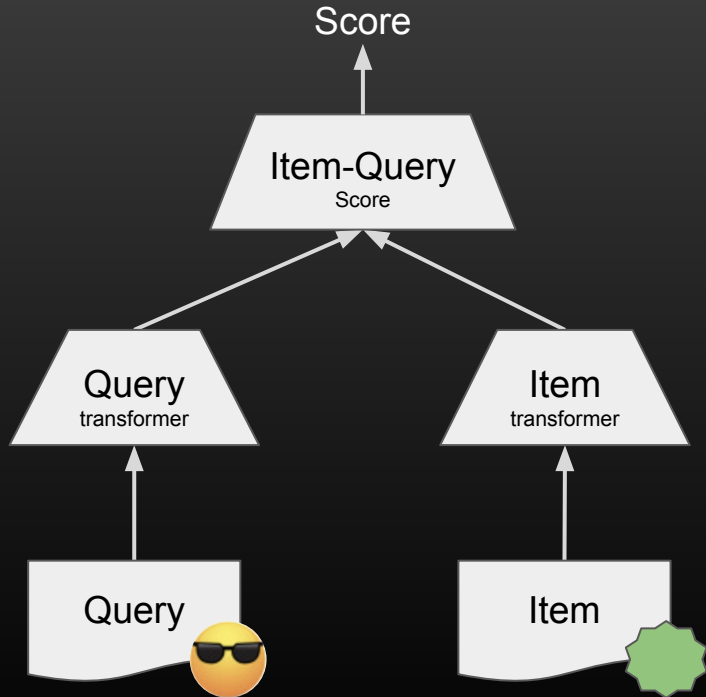 Score
Item-Query
Score
Query
transformer
Item
transformer
Query
Item